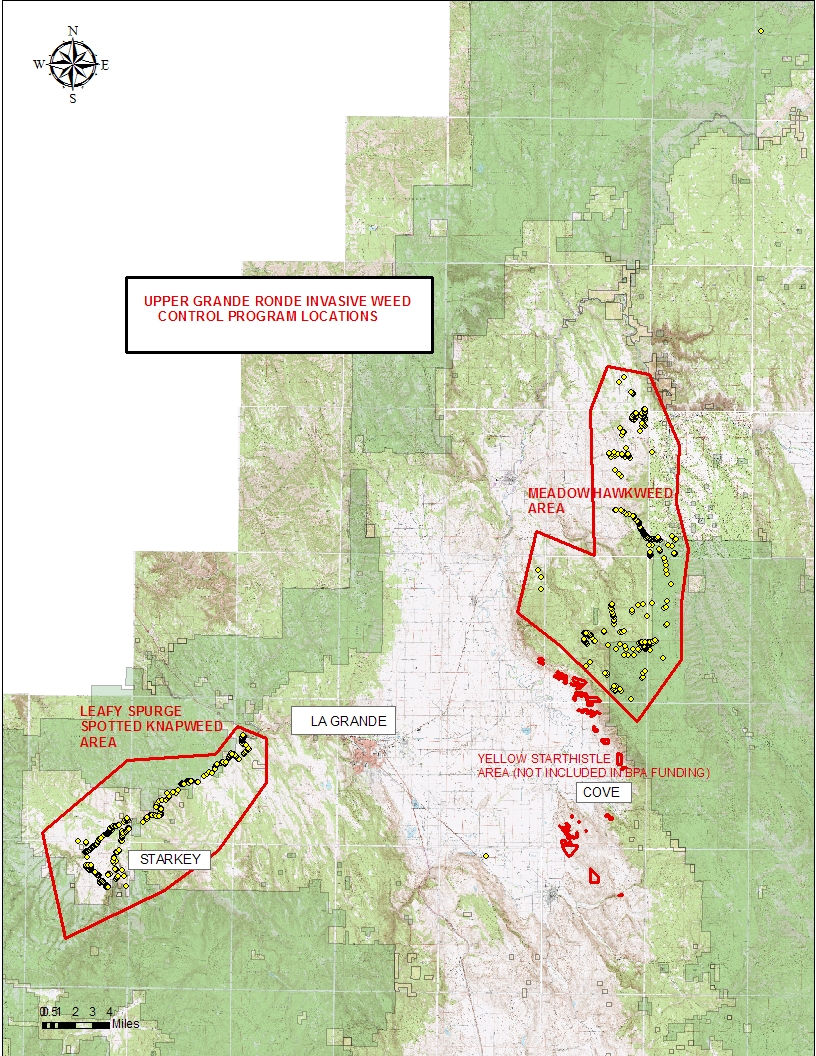 N
W E
S
UPPER GRANDE RONDE INVASIVE WEED
CONTROL PROGRAM LOCATIONS
MEADOW HAWKWEED
AREA
LEAFY SPURGE
SPOTTED KNAPWEED
AREA
LA GRANDE
YELLOW STARTHISTLE
AREA (NOT INCLUDED IN BPA FUNDING)
COVE
STARKEY
0 0.5 1 2 3 4
Miles